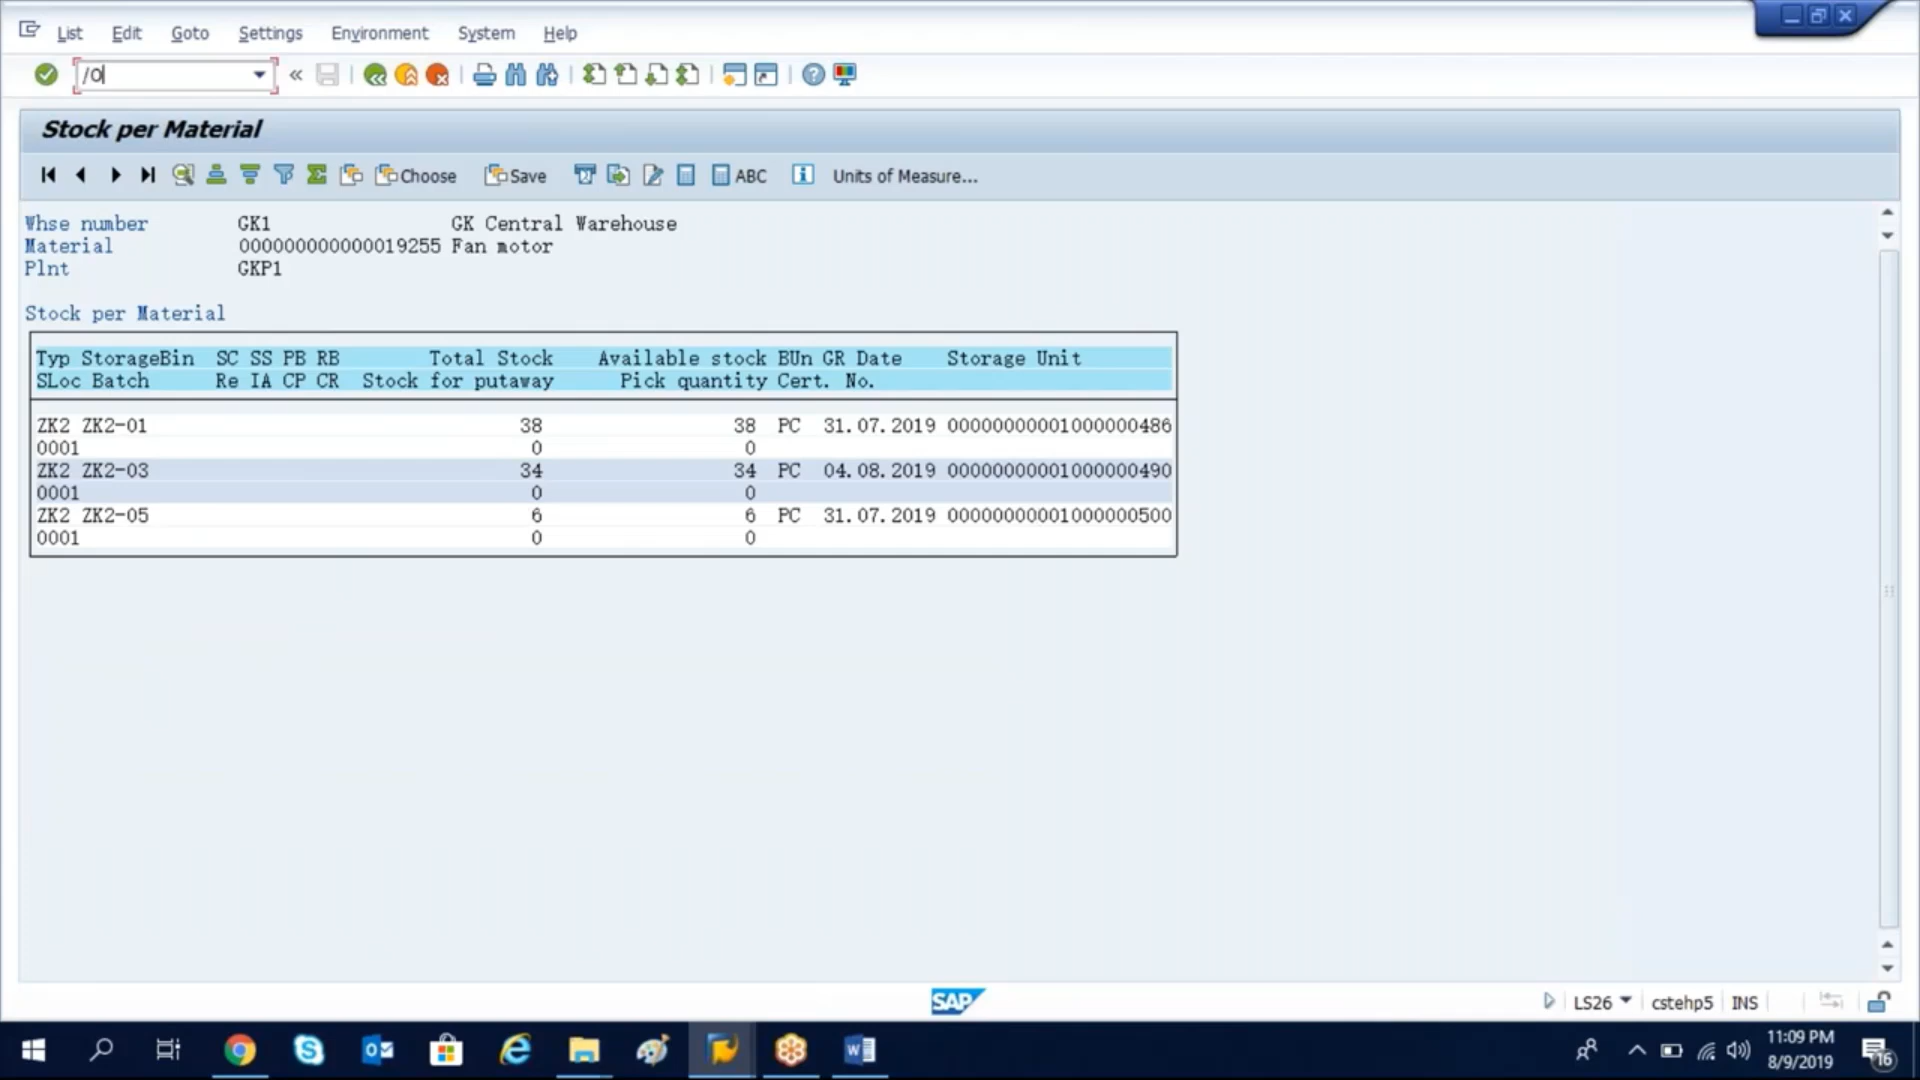 List Edit Goto Settings Environment System Help
/0
Stock per Material
Choose Save ABC Units of Measure...
Whse number GK1 GK Central Warehouse
Material 000000000000019255 Fan motor
Plnt GKP1
Stock per Material
Typ StorageBin SC SS PB RB Total Stock Available stock BUn GR Date Storage Unit
SLoc Batch Re IA CP CR Stock for putaway Pick quantity Cert. No.
ZK2 ZK2-01 38 38 PC 31.07.2019 00000000001000000486
0001 0 0
ZK2 ZK2-03 34 34 PC 04.08.2019 00000000001000000490
0001 0 0
ZK2 ZK2-05 6 6 PC 31.07.2019 00000000001000000500
0001 0 0
SAP LS26 cstehp5 INS
11:09 PM
8/9/2019
16